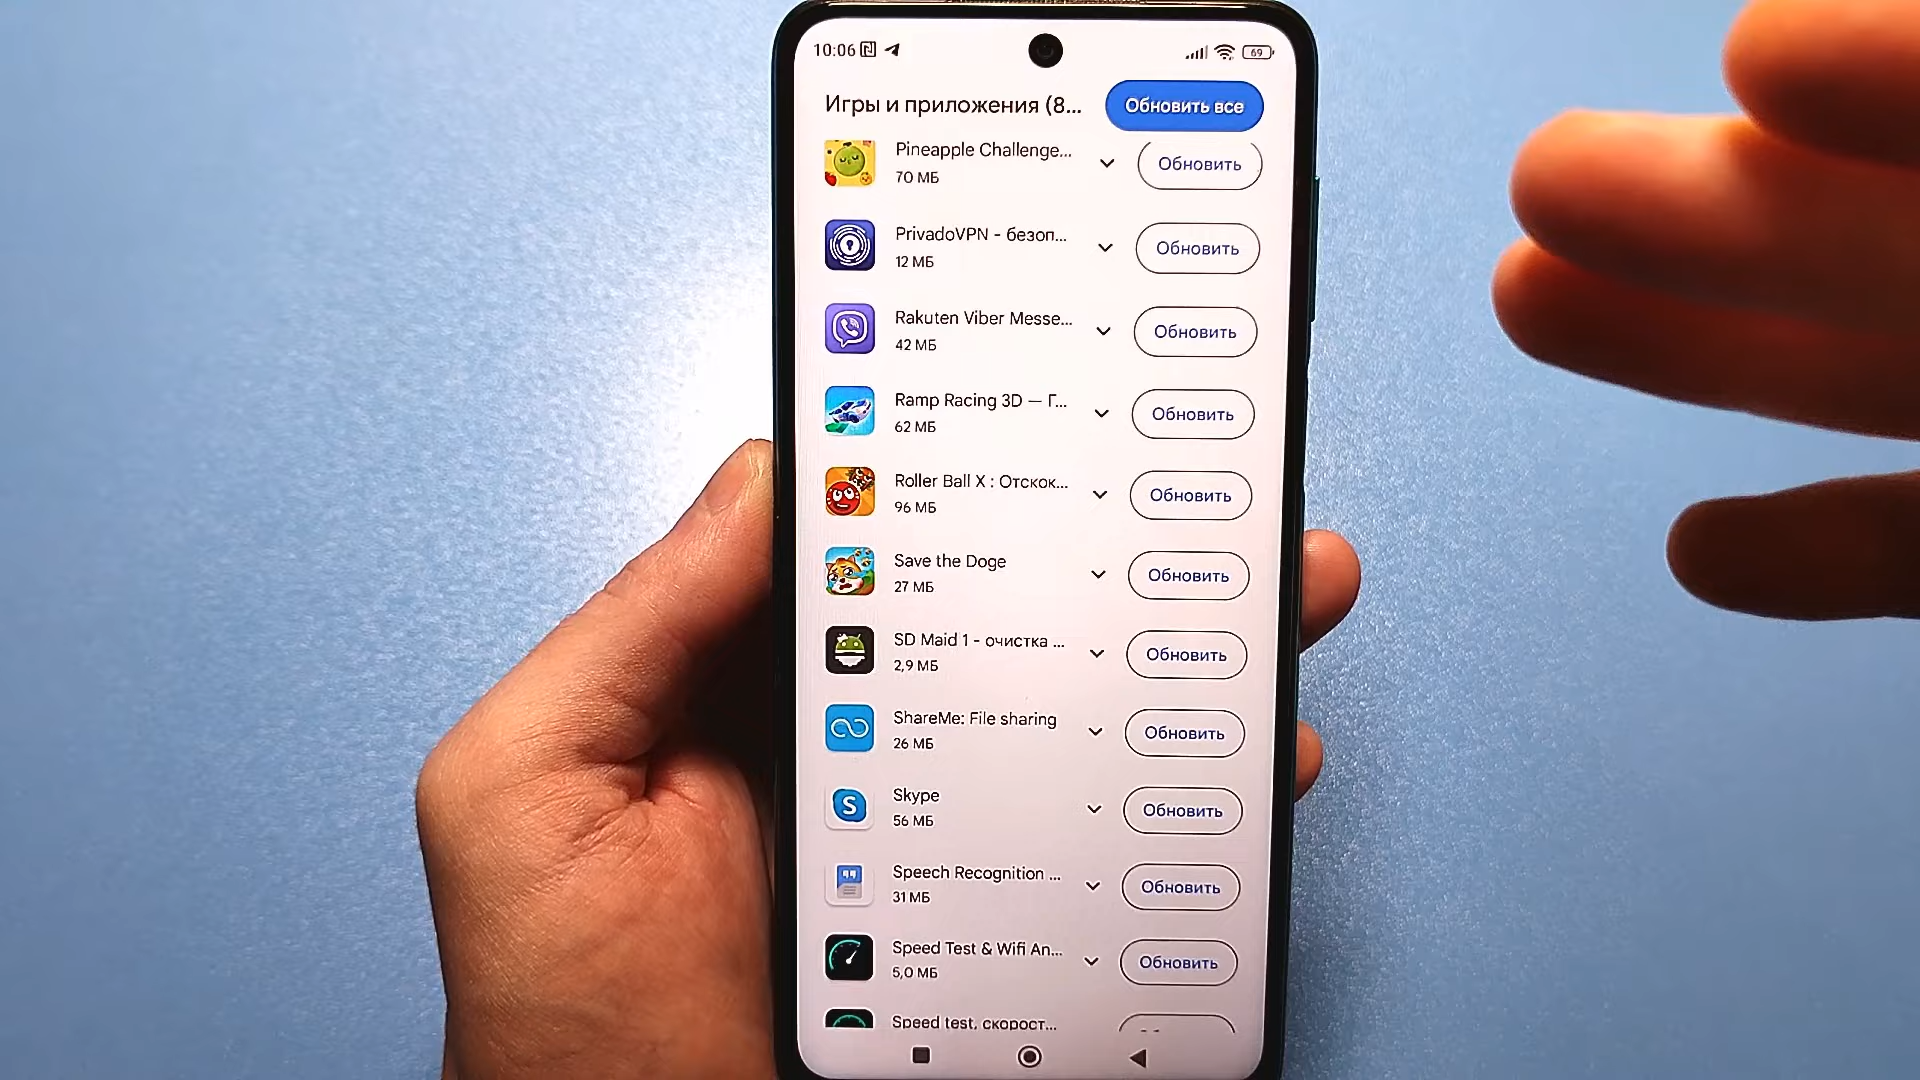 10:06
69
Игры и приложения (8...
Обновить все
Pineapple Challenge...
70 МБ
Обновить
PrivadoVPN - безоп...
12 МБ
Обновить
Rakuten Viber Messe...
42 МБ
Обновить
Ramp Racing 3D — Г...
62 МБ
Обновить
Roller Ball X : Отскок...
96 МБ
Обновить
Save the Doge
27 МБ
Обновить
SD Maid 1 - очистка ...
2,9 МБ
Обновить
ShareMe: File sharing
26 МБ
Обновить
S
Skype
56 МБ
Обновить
Speech Recognition ...
31 МБ
Обновить
Speed Test & Wifi An...
5,0 МБ
Обновить
Speed test, скорост...